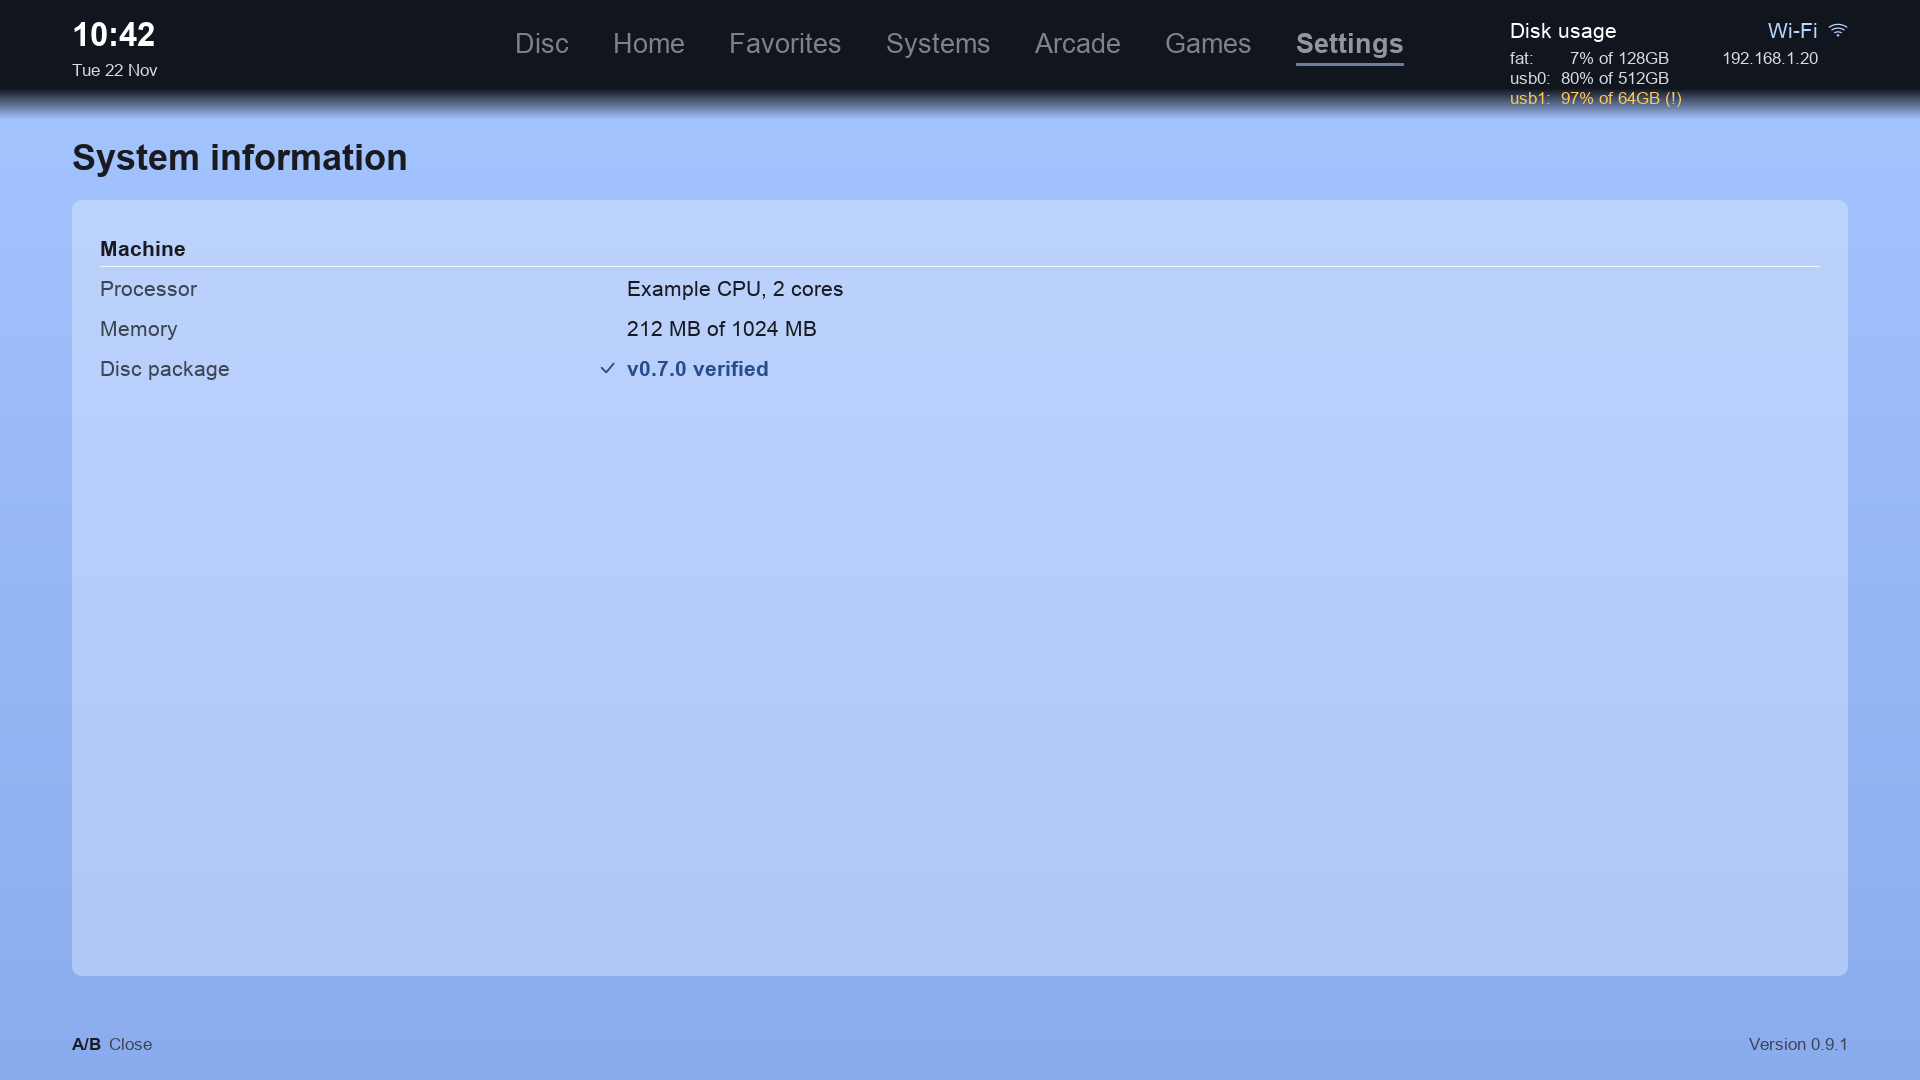 10:42
Tue 22 Nov
Disc Home Favorites Systems Arcade Games Settings
Disk usage
fat: 7% of 128GB
usb0: 80% of 512GB
usb1: 97% of 64GB (!)
Wi-Fi
192.168.1.20
System information
Machine
Processor Example CPU, 2 cores
Memory 212 MB of 1024 MB
Disc package v0.7.0 verified
A/B Close
Version 0.9.1